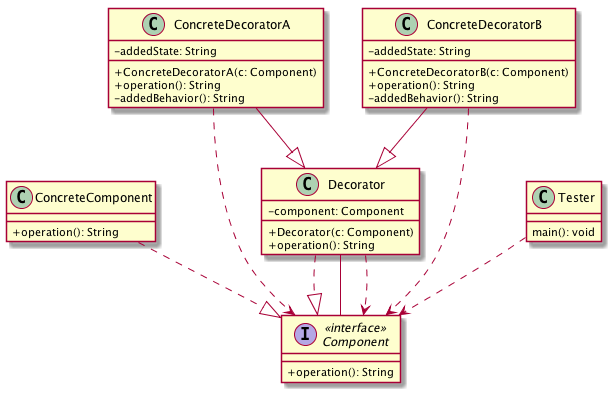 C ConcreteDecoratorA
−addedState: String
+ConcreteDecoratorA(c: Component)
+operation(): String
−addedBehavior(): String
C ConcreteDecoratorB
−addedState: String
+ConcreteDecoratorB(c: Component)
+operation(): String
−addedBehavior(): String
C ConcreteComponent
+operation(): String
C Decorator
−component: Component
+Decorator(c: Component)
+operation(): String
C Tester
main(): void
I «interface»
Component
+operation(): String